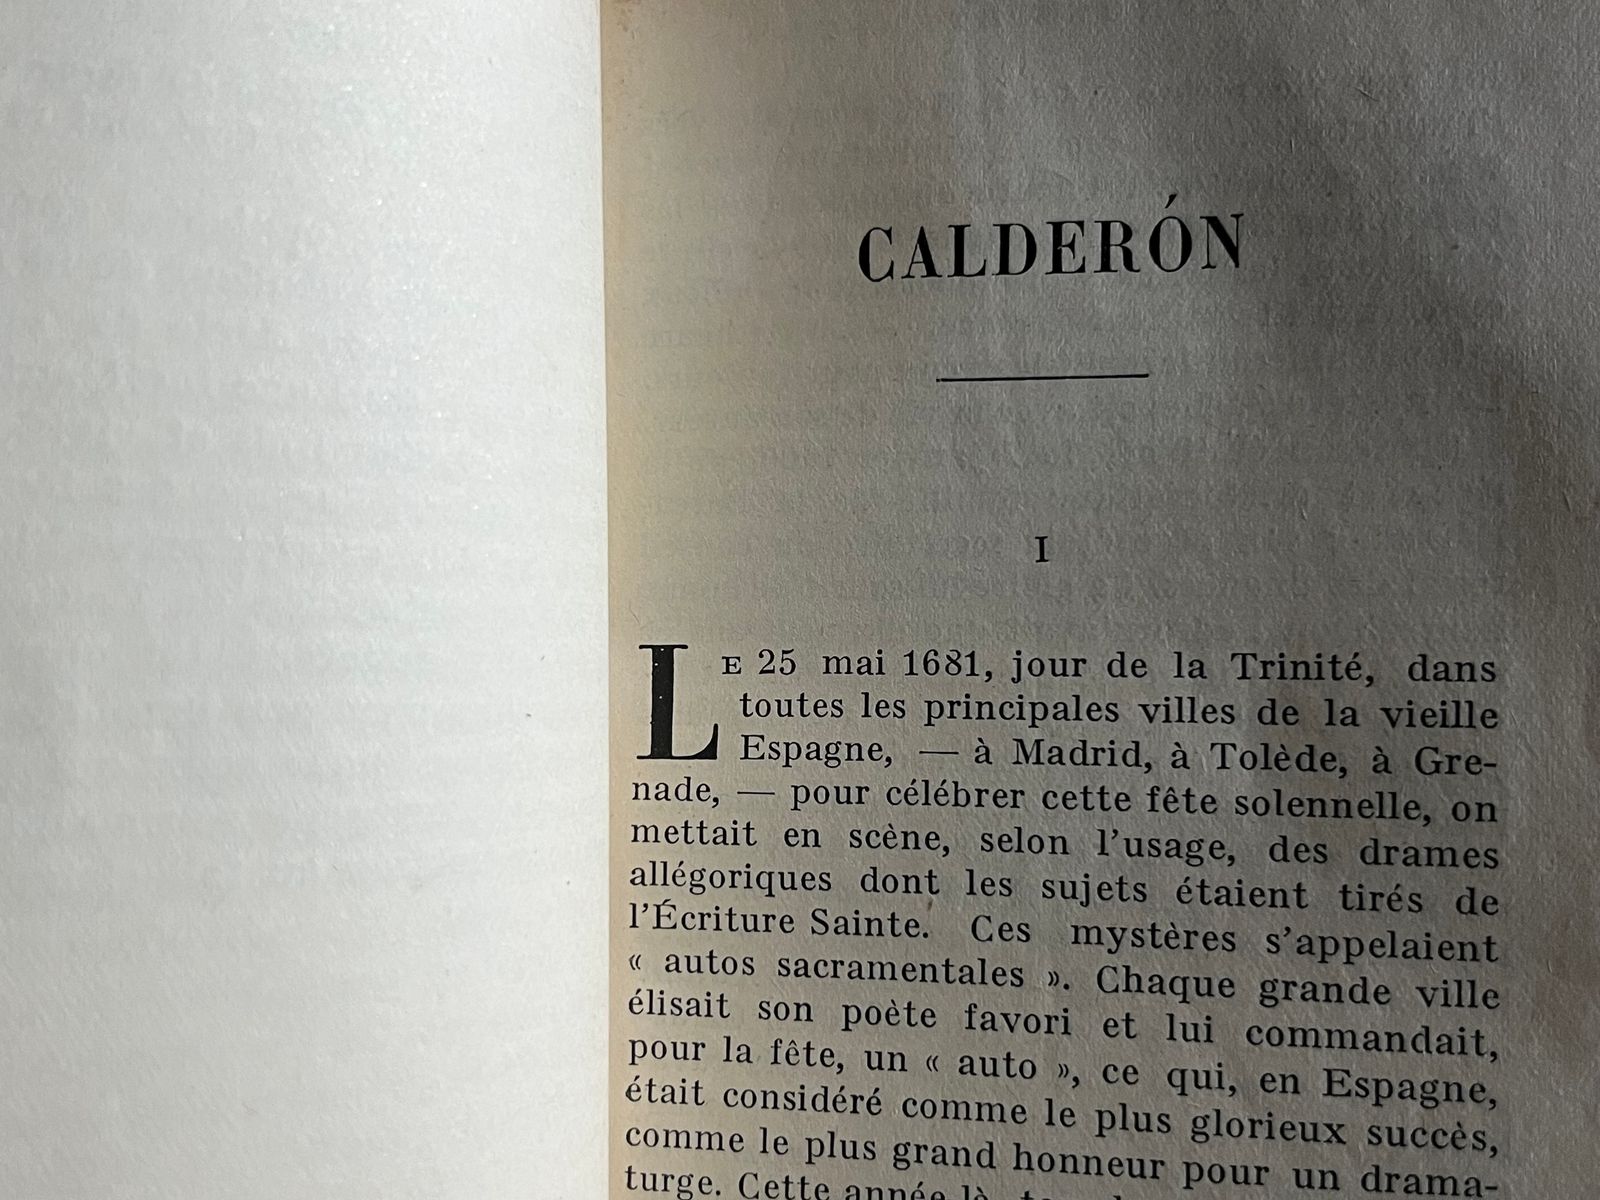 CALDERÓN
I
LE 25 mai 1681, jour de la Trinité, dans
toutes les principales villes de la vieille
Espagne, — à Madrid, à Tolède, à Gre-
nade, — pour célébrer cette fête solennelle, on
mettait en scène, selon l'usage, des drames
allégoriques dont les sujets étaient tirés de
l'Écriture Sainte. Ces mystères s'appelaient
« autos sacramentales ». Chaque grande ville
élisait son poète favori et lui commandait,
pour la fête, un « auto », ce qui, en Espagne,
était considéré comme le plus glorieux succès,
comme le plus grand honneur pour un drama-
turge. Cette année là